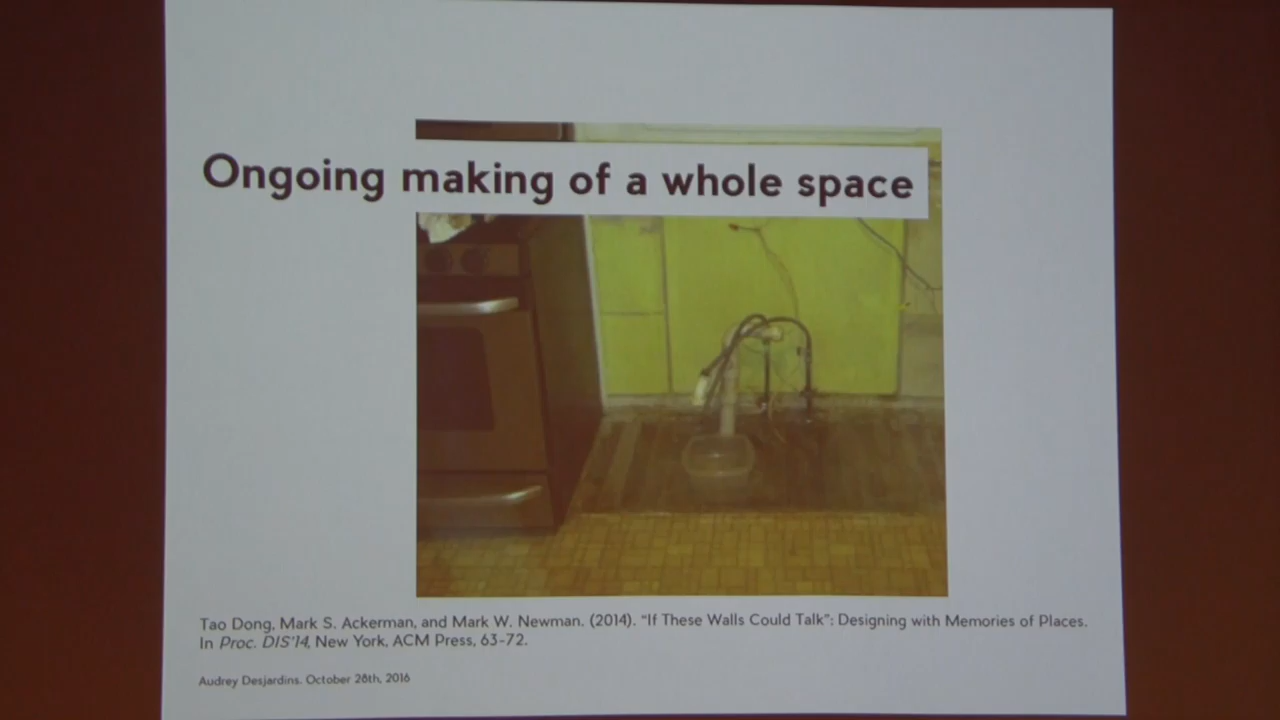 Ongoing making of a whole space
Tao Dong, Mark S. Ackerman, and Mark W. Newman. (2014). “If These Walls Could Talk”: Designing with Memories of Places.
In Proc. DIS’14, New York, ACM Press, 63-72.
Audrey Desjardins. October 28th, 2016